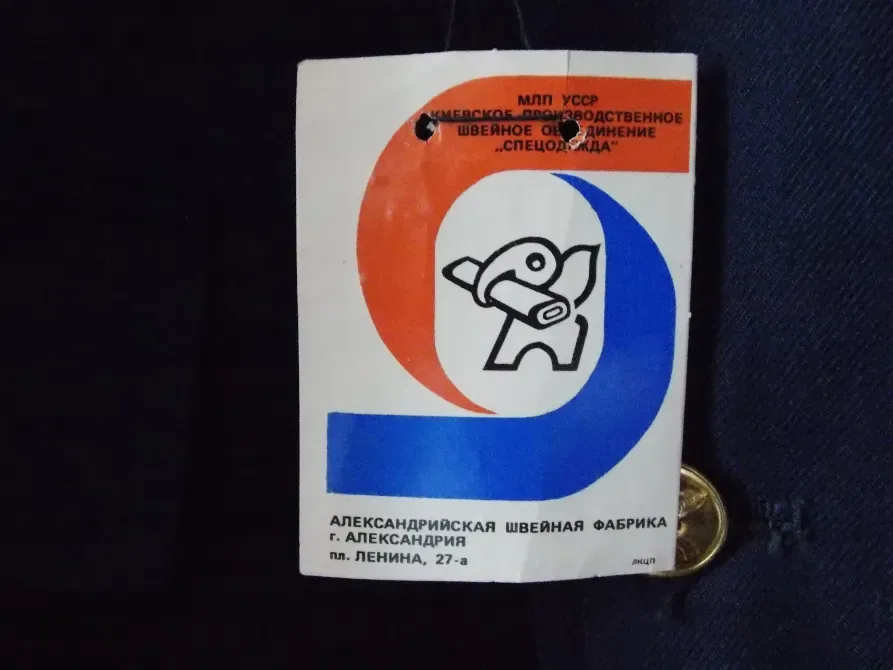 МЛП УССР
КИЕВСКОЕ ПРОИЗВОДСТВЕННОЕ
ШВЕЙНОЕ ОБЪЕДИНЕНИЕ
„СПЕЦОДЕЖДА"
АЛЕКСАНДРИЙСКАЯ ШВЕЙНАЯ ФАБРИКА
г. АЛЕКСАНДРИЯ
пл. ЛЕНИНА, 27-а
ЛКЦП